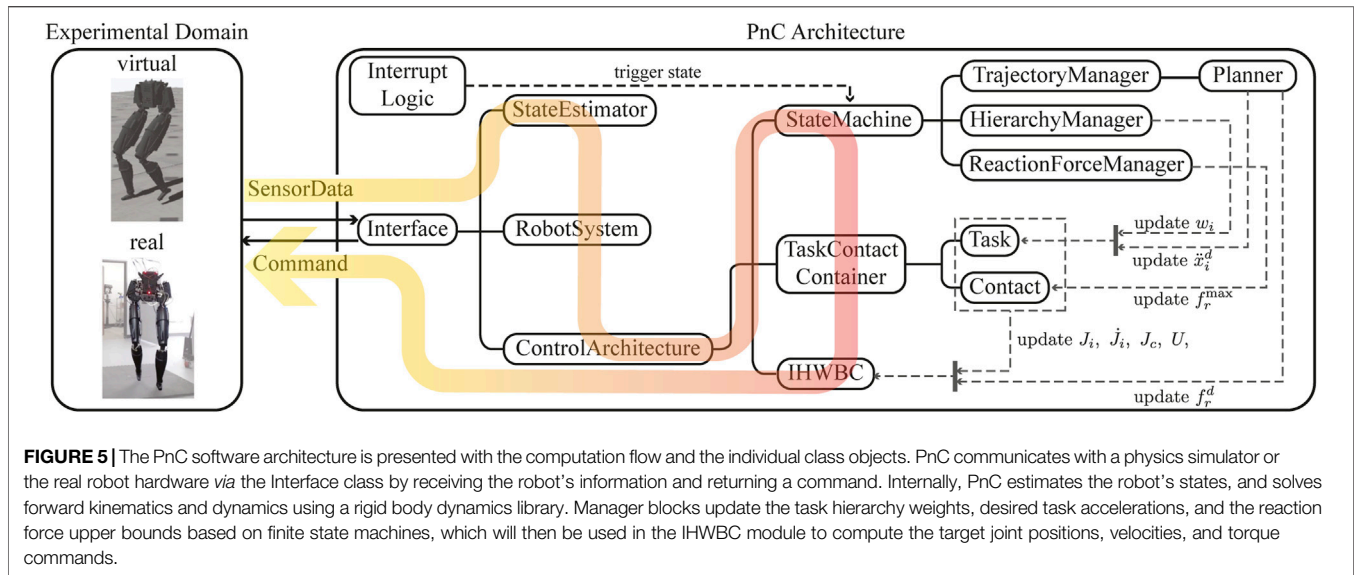 Experimental Domain
PnC Architecture
virtual
real
Interrupt
Logic
trigger state
StateEstimator
StateMachine
TrajectoryManager
Planner
HierarchyManager
ReactionForceManager
SensorData
Interface
Command
RobotSystem
TaskContact
Container
Task
Contact
update w_i
update ẍ_i^d
update f_r^max
ControlArchitecture
update J_i, J̇_i, J_c, U,
IHWBC
update f_r^d
FIGURE 5 | The PnC software architecture is presented with the computation flow and the individual class objects. PnC communicates with a physics simulator or
the real robot hardware via the Interface class by receiving the robot's information and returning a command. Internally, PnC estimates the robot's states, and solves
forward kinematics and dynamics using a rigid body dynamics library. Manager blocks update the task hierarchy weights, desired task accelerations, and the reaction
force upper bounds based on finite state machines, which will then be used in the IHWBC module to compute the target joint positions, velocities, and torque
commands.